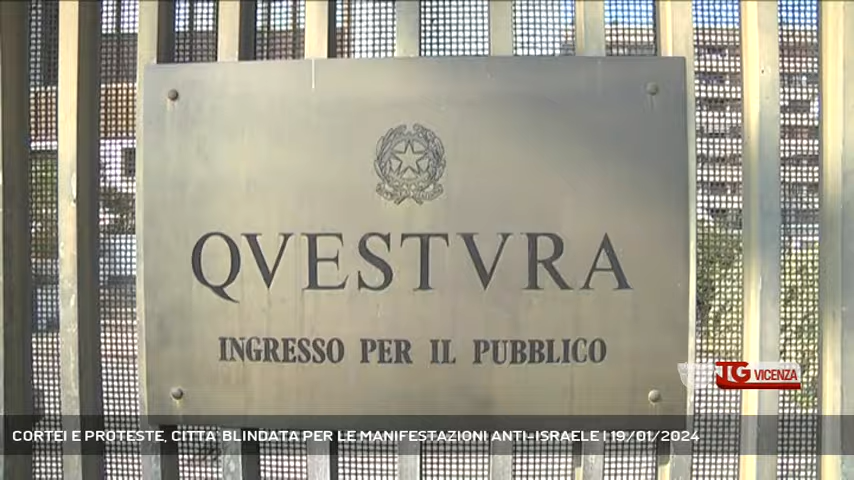 QVESTVRA
INGRESSO PER IL PUBBLICO
TG VICENZA
CORTEI E PROTESTE, CITTA' BLINDATA PER LE MANIFESTAZIONI ANTI-ISRAELE | 19/01/2024